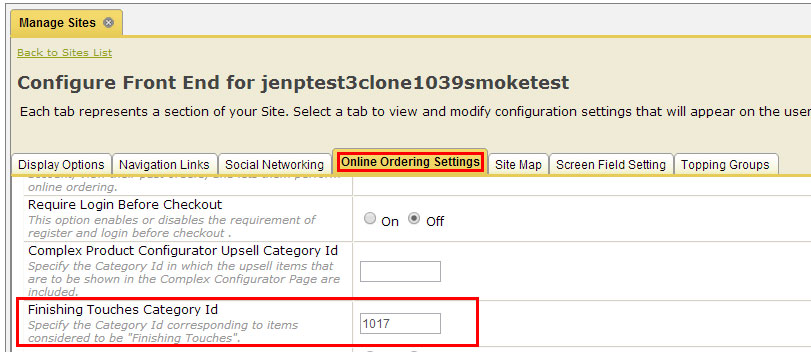 Manage Sites
Back to Sites List
Configure Front End for jenptest3clone1039smoketest
Each tab represents a section of your Site. Select a tab to view and modify configuration settings that will appear on the user
Display Options Navigation Links Social Networking Online Ordering Settings Site Map Screen Field Setting Topping Groups
online ordering.
Require Login Before Checkout
This option enables or disables the requirement of
register and login before checkout .
On Off
Complex Product Configurator Upsell Category Id
Specify the Category Id in which the upsell items that
are to be shown in the Complex Configurator Page are
included.
Finishing Touches Category Id
Specify the Category Id corresponding to items
considered to be "Finishing Touches".
1017